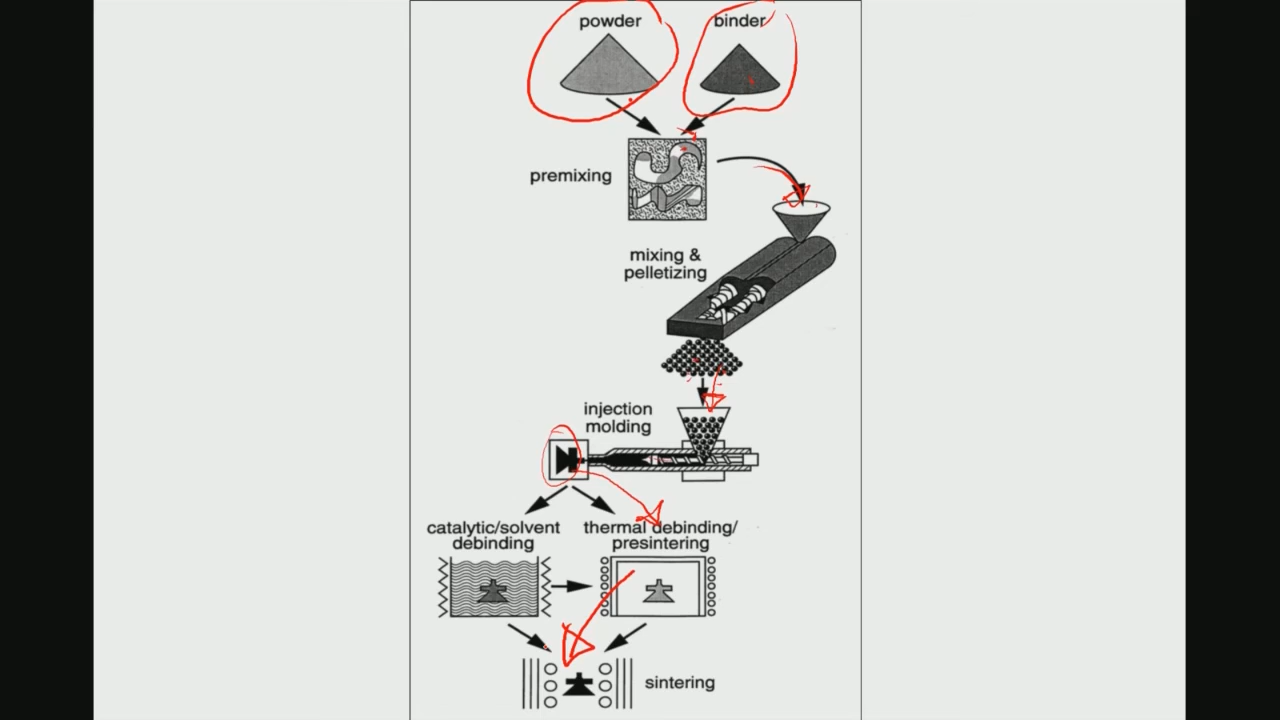 powder
binder
premixing
mixing &
pelletizing
injection
molding
catalytic/solvent
debinding
thermal debinding/
presintering
sintering